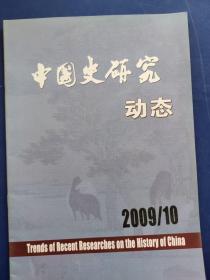 中国史研究
动态
2009/10
Trends of Recent Researches on the History of China